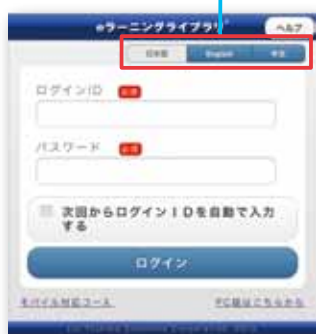 eラーニングライブラリ
ヘルプ
日本語 English 中文
ログインID 必須
パスワード 必須
次回からログインIDを自動で入力
する
ログイン
モバイル対応コース PC版はこちらから